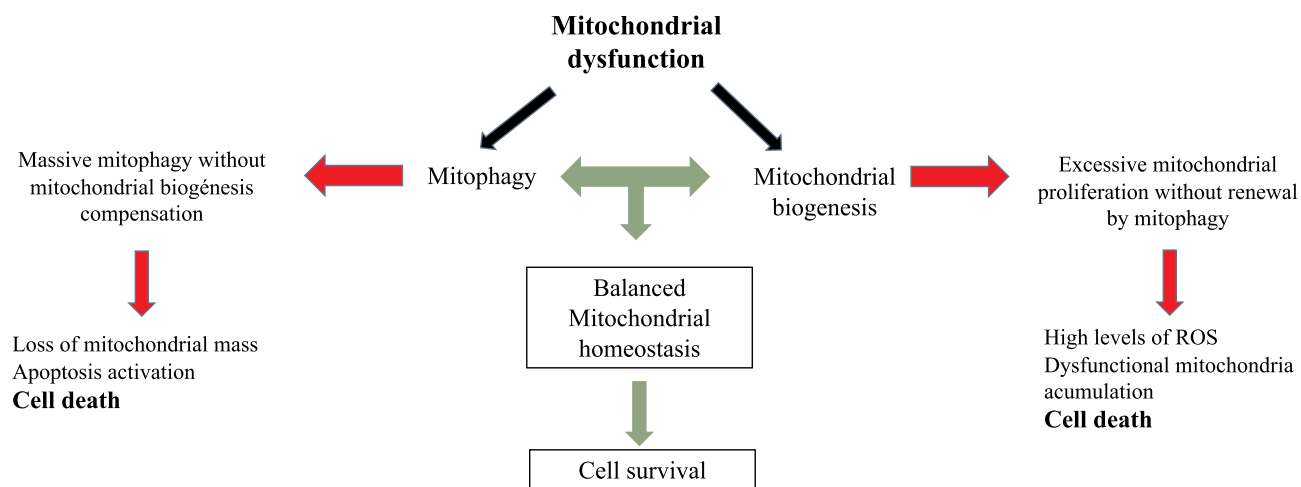 Mitochondrial
dysfunction
Massive mitophagy without
mitochondrial biogénesis
compensation
Mitophagy
Mitochondrial
biogenesis
Excessive mitochondrial
proliferation without renewal
by mitophagy
Balanced
Mitochondrial
homeostasis
Loss of mitochondrial mass
Apoptosis activation
Cell death
High levels of ROS
Dysfunctional mitochondria
acumulation
Cell death
Cell survival